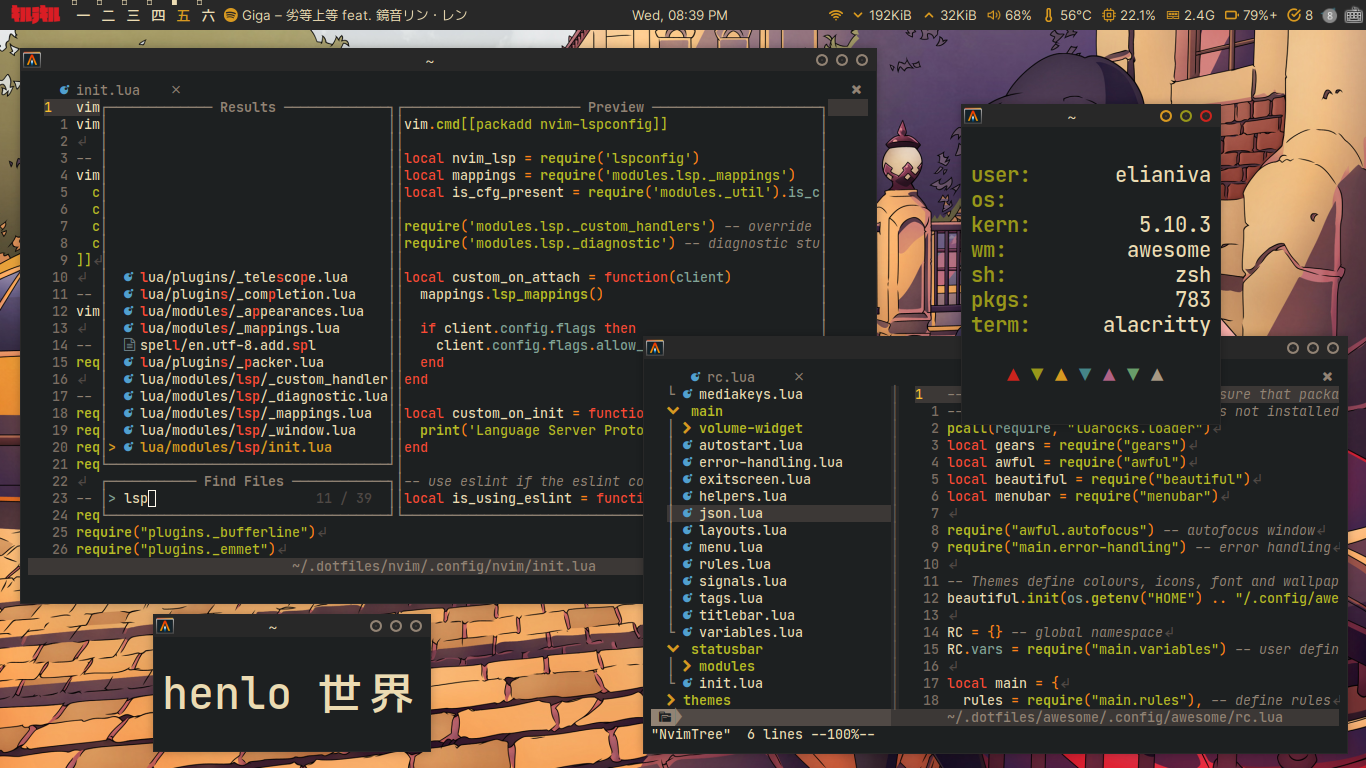 一 二 三 四 五 六 Giga – 劣等上等 feat. 鏡音リン・レン
Wed, 08:39 PM
192KiB 32KiB 68% 56°C 22.1% 2.4G 79%+ 8 8
~
init.lua
Results
Preview
1 vim
1 vim
2
3 --
4 vim
5 c
6 c
7 c
8 c
9 ]]
10
11 --
12 vim
13
14 --
15 req
16
17 --
18 req
19 req
20 req
21 req
22
23 --
24 req
25 require("plugins._bufferline")
26 require("plugins._emmet")
lua/plugins/_telescope.lua
lua/plugins/_completion.lua
lua/modules/_appearances.lua
lua/modules/_mappings.lua
spell/en.utf-8.add.spl
lua/plugins/_packer.lua
lua/modules/lsp/_custom_handler
lua/modules/lsp/_diagnostic.lua
lua/modules/lsp/_mappings.lua
lua/modules/lsp/_window.lua
> lua/modules/lsp/init.lua
Find Files
> lsp 11 / 39
vim.cmd[[packadd nvim-lspconfig]]
local nvim_lsp = require('lspconfig')
local mappings = require('modules.lsp._mappings')
local is_cfg_present = require('modules._util').is_c
require('modules.lsp._custom_handlers') -- override
require('modules.lsp._diagnostic') -- diagnostic stu
local custom_on_attach = function(client)
mappings.lsp_mappings()
if client.config.flags then
client.config.flags.allow_
end
end
local custom_on_init = functio
print('Language Server Proto
end
-- use eslint if the eslint co
local is_using_eslint = functi
~/.dotfiles/nvim/.config/nvim/init.lua
~
user: elianiva
os:
kern: 5.10.3
wm: awesome
sh: zsh
pkgs: 783
term: alacritty
rc.lua
mediakeys.lua
main
volume-widget
autostart.lua
error-handling.lua
exitscreen.lua
helpers.lua
json.lua
layouts.lua
menu.lua
rules.lua
signals.lua
tags.lua
titlebar.lua
variables.lua
statusbar
modules
init.lua
themes
1 -- sure that packa
1 -- s not installed
2 pcall(require, "luarocks.loader")
3 local gears = require("gears")
4 local awful = require("awful")
5 local beautiful = require("beautiful")
6 local menubar = require("menubar")
7
8 require("awful.autofocus") -- autofocus window
9 require("main.error-handling") -- error handling
10
11 -- Themes define colours, icons, font and wallpap
12 beautiful.init(os.getenv("HOME") .. "/.config/awe
13
14 RC = {} -- global namespace
15 RC.vars = require("main.variables") -- user defin
16
17 local main = {
18 rules = require("main.rules"), -- define rules
~/.dotfiles/awesome/.config/awesome/rc.lua
"NvimTree" 6 lines --100%--
~
henlo 世界